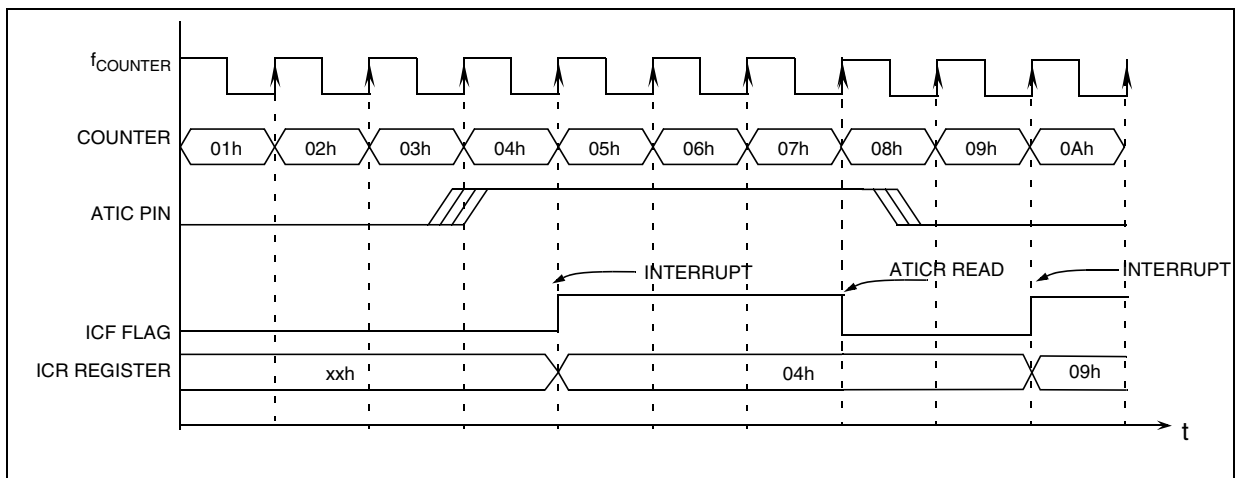 fCOUNTER
COUNTER 01h 02h 03h 04h 05h 06h 07h 08h 09h 0Ah
ATIC PIN
INTERRUPT ATICR READ INTERRUPT
ICF FLAG
ICR REGISTER xxh 04h 09h
t